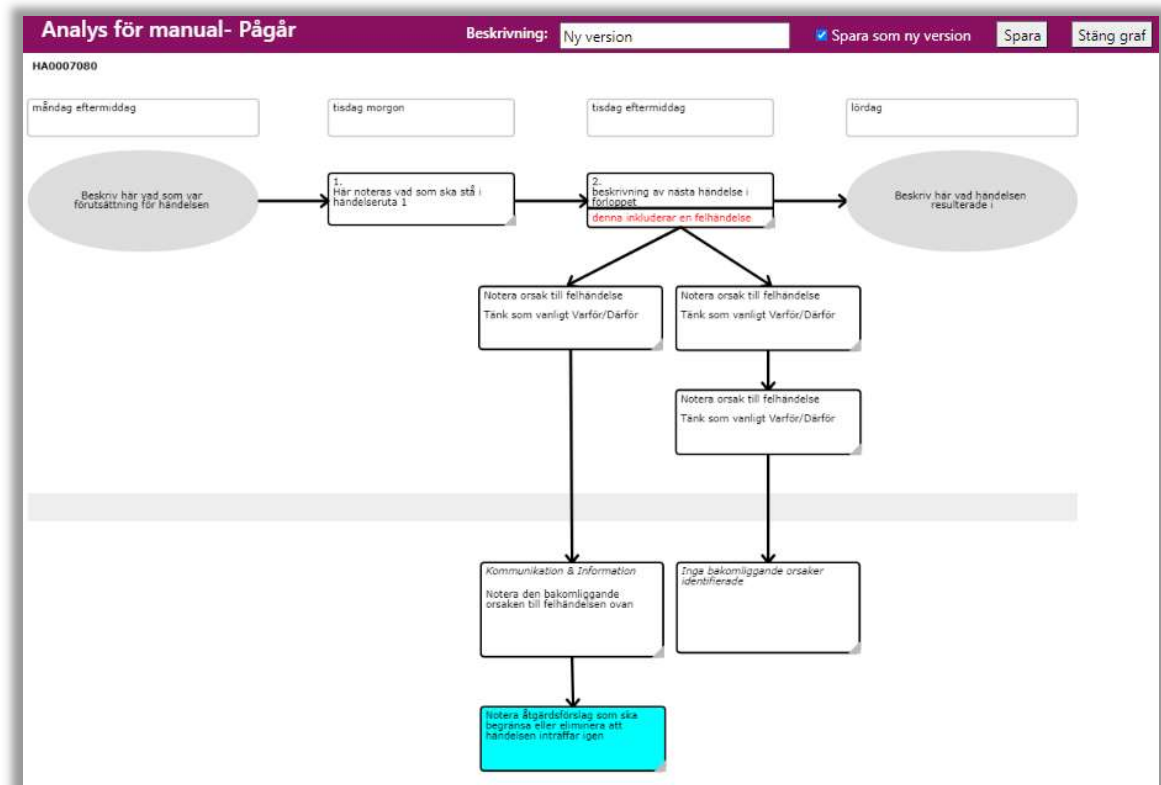 Analys för manual- Pågår
Beskrivning:
Ny version
Spara som ny version
Spara
Stäng graf
HA0007080
måndag eftermiddag
tisdag morgon
tisdag eftermiddag
lördag
Beskriv här vad som var
förutsättning för händelsen
1.
Här noteras vad som ska stå i
händelseruta 1
2.
beskrivning av nästa händelse i
förloppet
denna inkluderar en felhändelse
Beskriv här vad händelsen
resulterade i
Notera orsak till felhändelse
Tänk som vanligt Varför/Därför
Notera orsak till felhändelse
Tänk som vanligt Varför/Därför
Notera orsak till felhändelse
Tänk som vanligt Varför/Därför
Kommunikation & Information
Notera den bakomliggande
orsaken till felhändelsen ovan
Inga bakomliggande orsaker
identifierade
Notera åtgärdsförslag som ska
begränsa eller eliminera att
händelsen inträffar igen